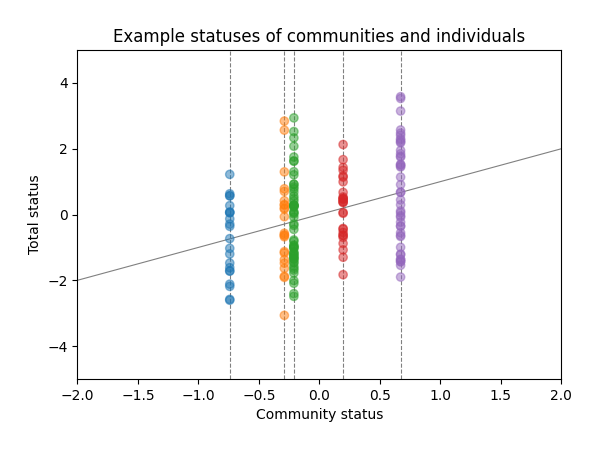 Example statuses of communities and individuals
Total status
4
2
0
−2
−4
−2.0 −1.5 −1.0 −0.5 0.0 0.5 1.0 1.5 2.0
Community status